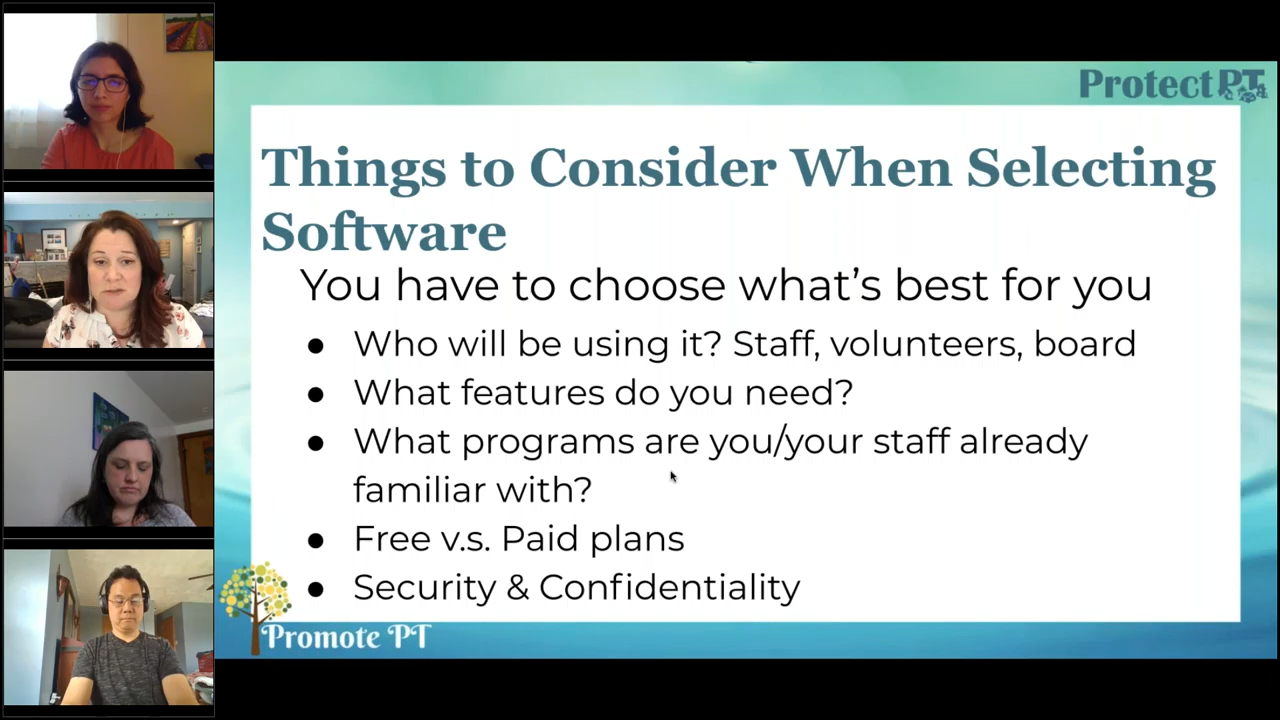 Protect PT
Things to Consider When Selecting
Software
You have to choose what's best for you
● Who will be using it? Staff, volunteers, board
● What features do you need?
● What programs are you/your staff already
familiar with?
● Free v.s. Paid plans
● Security & Confidentiality
Promote PT